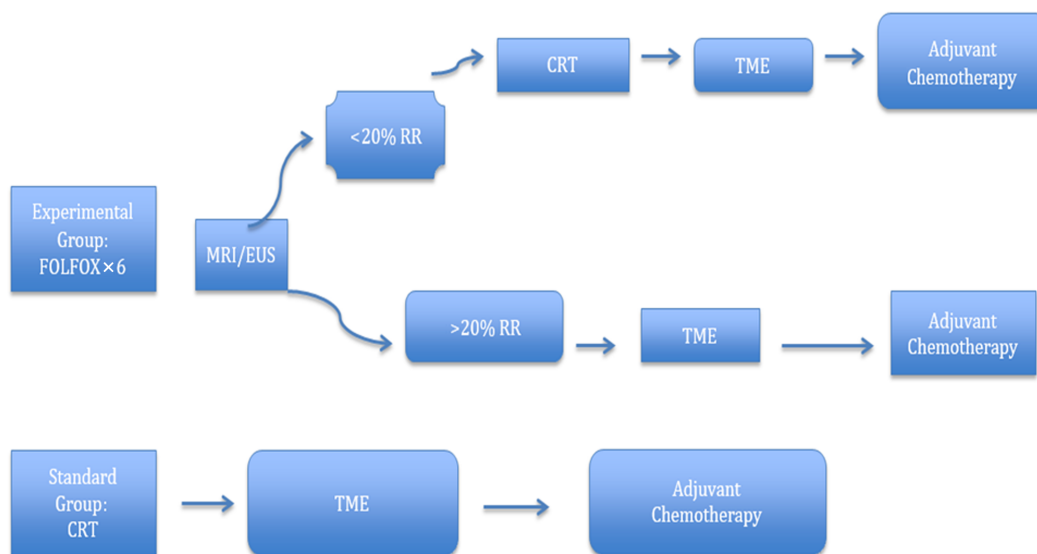 CRT
TME
Adjuvant
Chemotherapy
<20% RR
Experimental
Group:
FOLFOX×6
MRI/EUS
>20% RR
TME
Adjuvant
Chemotherapy
Standard
Group:
CRT
TME
Adjuvant
Chemotherapy